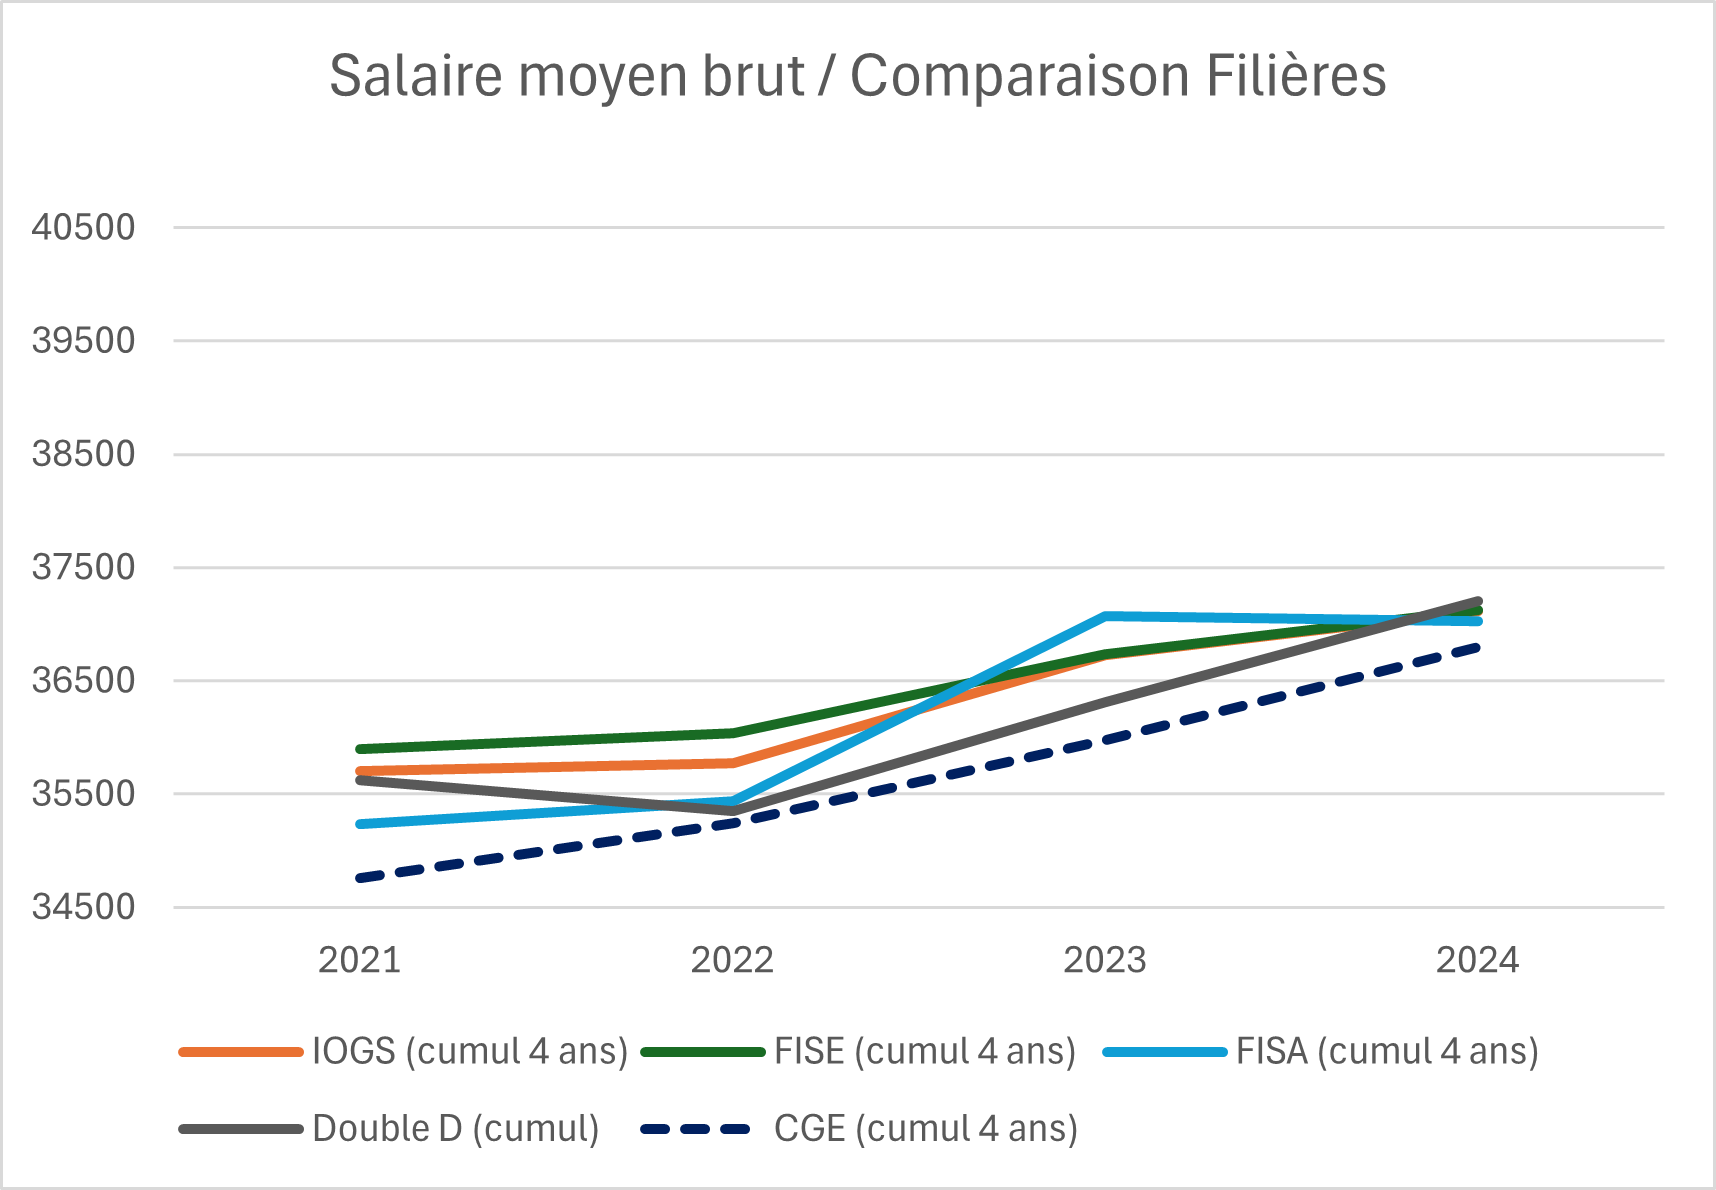 Salaire moyen brut / Comparaison Filières
40500
39500
38500
37500
36500
35500
34500
2021 2022 2023 2024
IOGS (cumul 4 ans) FISE (cumul 4 ans) FISA (cumul 4 ans)
Double D (cumul) CGE (cumul 4 ans)